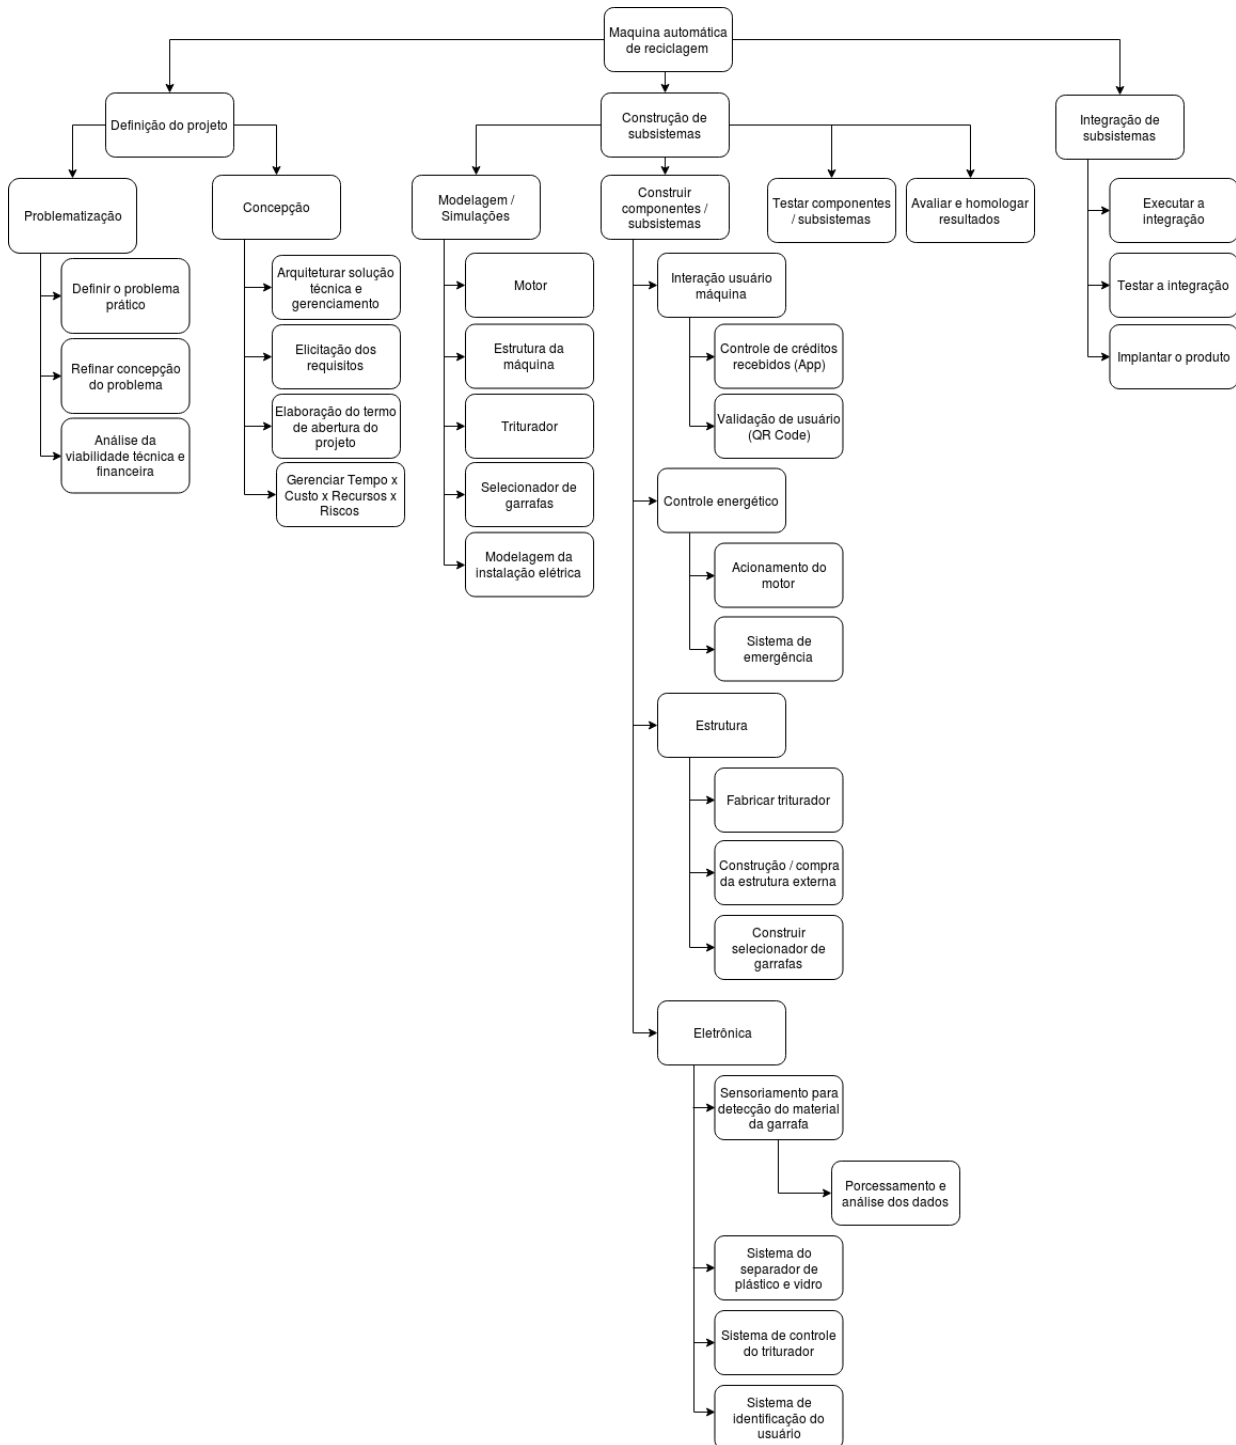 Maquina automática
de reciclagem
Definição do projeto
Construção de
subsistemas
Integração de
subsistemas
Problematização
Concepção
Modelagem /
Simulações
Construir
componentes /
subsistemas
Testar componentes
/ subsistemas
Avaliar e homologar
resultados
Executar a
integração
Testar a integração
Implantar o produto
Definir o problema
prático
Refinar concepção
do problema
Análise da
viabilidade técnica e
financeira
Arquiteturar solução
técnica e
gerenciamento
Elicitação dos
requisitos
Elaboração do termo
de abertura do
projeto
Gerenciar Tempo x
Custo x Recursos x
Riscos
Motor
Estrutura da
máquina
Triturador
Selecionador de
garrafas
Modelagem da
instalação elétrica
Interação usuário
máquina
Controle de créditos
recebidos (App)
Validação de usuário
(QR Code)
Controle energético
Acionamento do
motor
Sistema de
emergência
Estrutura
Fabricar triturador
Construção / compra
da estrutura externa
Construir
selecionador de
garrafas
Eletrônica
Sensoriamento para
detecção do material
da garrafa
Porcessamento e
análise dos dados
Sistema do
separador de
plástico e vidro
Sistema de controle
do triturador
Sistema de
identificação do
usuário